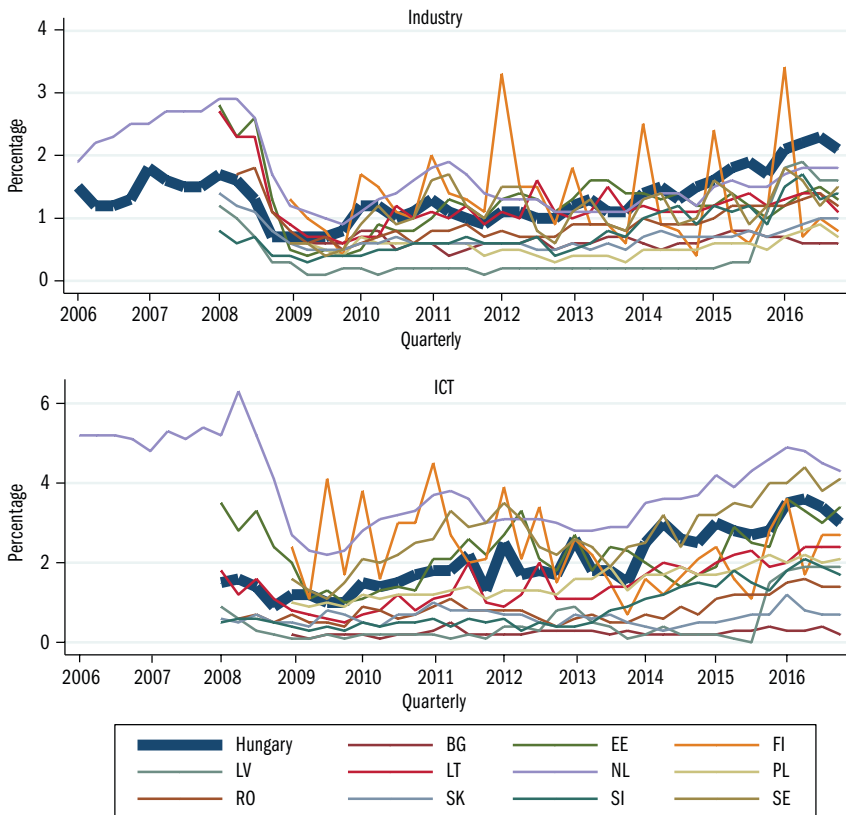 Industry
Percentage
4
3
2
1
0
2006 2007 2008 2009 2010 2011 2012 2013 2014 2015 2016
Quarterly
ICT
Percentage
6
4
2
0
2006 2007 2008 2009 2010 2011 2012 2013 2014 2015 2016
Quarterly
Hungary BG EE FI
LV LT NL PL
RO SK SI SE